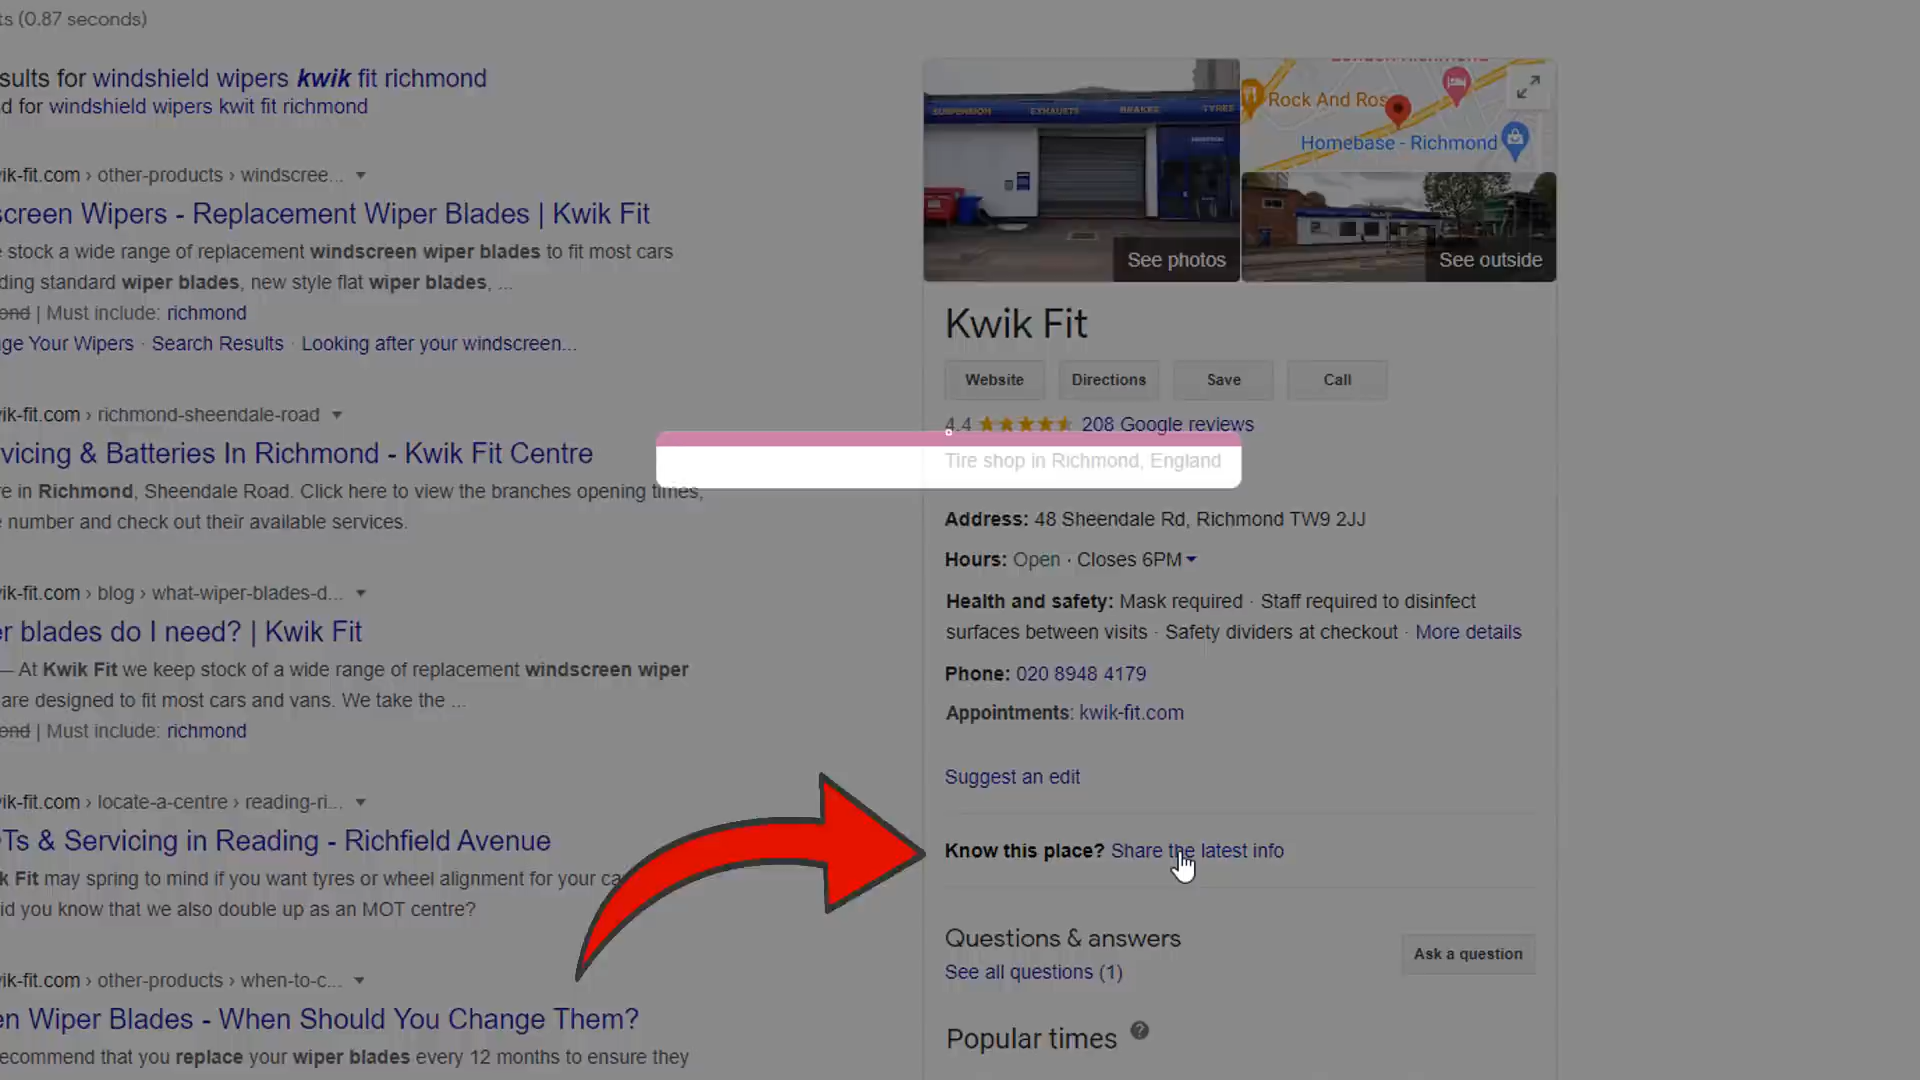 ts (0.87 seconds)
sults for windshield wipers kwik fit richmond
d for windshield wipers kwit fit richmond
ik-fit.com › other-products › windscree...
screen Wipers - Replacement Wiper Blades | Kwik Fit
e stock a wide range of replacement windscreen wiper blades to fit most cars
ding standard wiper blades, new style flat wiper blades, ...
ond | Must include: richmond
ge Your Wipers · Search Results · Looking after your windscreen...
ik-fit.com › richmond-sheendale-road
vicing & Batteries In Richmond - Kwik Fit Centre
re in Richmond, Sheendale Road. Click here to view the branches opening times,
e number and check out their available services.
ik-fit.com › blog › what-wiper-blades-d...
er blades do I need? | Kwik Fit
— At Kwik Fit we keep stock of a wide range of replacement windscreen wiper
are designed to fit most cars and vans. We take the ...
ond | Must include: richmond
ik-fit.com › locate-a-centre › reading-ri...
OTs & Servicing in Reading - Richfield Avenue
k Fit may spring to mind if you want tyres or wheel alignment for your ca
id you know that we also double up as an MOT centre?
ik-fit.com › other-products › when-to-c...
en Wiper Blades - When Should You Change Them?
ecommend that you replace your wiper blades every 12 months to ensure they
SUSPENSION EXHAUSTS BRAKES TYRES
See photos
London Richmond
Rock And Ros
Homebase - Richmond
See outside
Kwik Fit
Website Directions Save Call
4.4 208 Google reviews
Tire shop in Richmond, England
Address: 48 Sheendale Rd, Richmond TW9 2JJ
Hours: Open · Closes 6PM
Health and safety: Mask required · Staff required to disinfect
surfaces between visits · Safety dividers at checkout · More details
Phone: 020 8948 4179
Appointments: kwik-fit.com
Suggest an edit
Know this place? Share the latest info
Questions & answers
See all questions (1)
Ask a question
Popular times